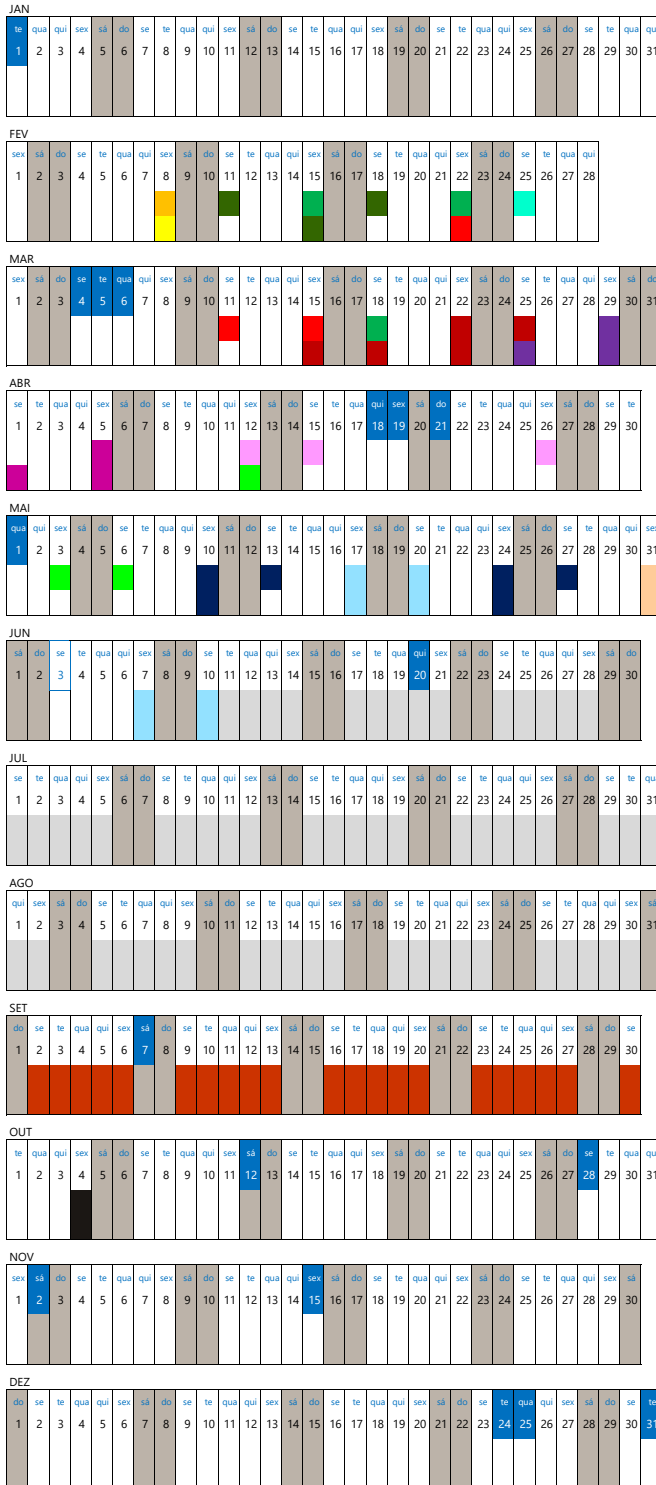 JAN
te qua qui sex sá do se te qua qui sex sá do se te qua qui sex sá do se te qua qui sex sá do se te qua qui
1 2 3 4 5 6 7 8 9 10 11 12 13 14 15 16 17 18 19 20 21 22 23 24 25 26 27 28 29 30 31
FEV
sex sá do se te qua qui sex sá do se te qua qui sex sá do se te qua qui sex sá do se te qua qui
1 2 3 4 5 6 7 8 9 10 11 12 13 14 15 16 17 18 19 20 21 22 23 24 25 26 27 28
MAR
sex sá do se te qua qui sex sá do se te qua qui sex sá do se te qua qui sex sá do se te qua qui sex sá do
1 2 3 4 5 6 7 8 9 10 11 12 13 14 15 16 17 18 19 20 21 22 23 24 25 26 27 28 29 30 31
ABR
se te qua qui sex sá do se te qua qui sex sá do se te qua qui sex sá do se te qua qui sex sá do se te
1 2 3 4 5 6 7 8 9 10 11 12 13 14 15 16 17 18 19 20 21 22 23 24 25 26 27 28 29 30
MAI
qua qui sex sá do se te qua qui sex sá do se te qua qui sex sá do se te qua qui sex sá do se te qua qui sex
1 2 3 4 5 6 7 8 9 10 11 12 13 14 15 16 17 18 19 20 21 22 23 24 25 26 27 28 29 30 31
JUN
sá do se te qua qui sex sá do se te qua qui sex sá do se te qua qui sex sá do se te qua qui sex sá do
1 2 3 4 5 6 7 8 9 10 11 12 13 14 15 16 17 18 19 20 21 22 23 24 25 26 27 28 29 30
JUL
se te qua qui sex sá do se te qua qui sex sá do se te qua qui sex sá do se te qua qui sex sá do se te qua
1 2 3 4 5 6 7 8 9 10 11 12 13 14 15 16 17 18 19 20 21 22 23 24 25 26 27 28 29 30 31
AGO
qui sex sá do se te qua qui sex sá do se te qua qui sex sá do se te qua qui sex sá do se te qua qui sex sá
1 2 3 4 5 6 7 8 9 10 11 12 13 14 15 16 17 18 19 20 21 22 23 24 25 26 27 28 29 30 31
SET
do se te qua qui sex sá do se te qua qui sex sá do se te qua qui sex sá do se te qua qui sex sá do se
1 2 3 4 5 6 7 8 9 10 11 12 13 14 15 16 17 18 19 20 21 22 23 24 25 26 27 28 29 30
OUT
te qua qui sex sá do se te qua qui sex sá do se te qua qui sex sá do se te qua qui sex sá do se te qua qui
1 2 3 4 5 6 7 8 9 10 11 12 13 14 15 16 17 18 19 20 21 22 23 24 25 26 27 28 29 30 31
NOV
sex sá do se te qua qui sex sá do se te qua qui sex sá do se te qua qui sex sá do se te qua qui sex sá
1 2 3 4 5 6 7 8 9 10 11 12 13 14 15 16 17 18 19 20 21 22 23 24 25 26 27 28 29 30
DEZ
do se te qua qui sex sá do se te qua qui sex sá do se te qua qui sex sá do se te qua qui sex sá do se te
1 2 3 4 5 6 7 8 9 10 11 12 13 14 15 16 17 18 19 20 21 22 23 24 25 26 27 28 29 30 31